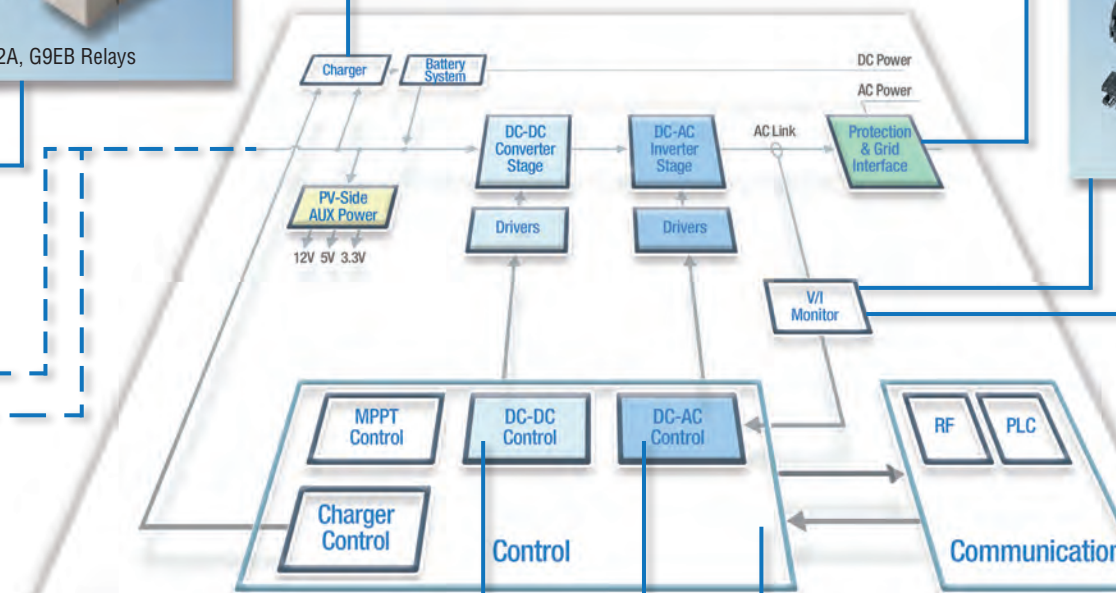 2A, G9EB Relays
Charger
Battery
System
DC Power
AC Power
DC-DC
Converter
Stage
DC-AC
Inverter
Stage
AC Link
Protection
& Grid
Interface
PV-Side
AUX Power
12V 5V 3.3V
Drivers
Drivers
V/I
Monitor
MPPT
Control
DC-DC
Control
DC-AC
Control
RF
PLC
Charger
Control
Control
Communication